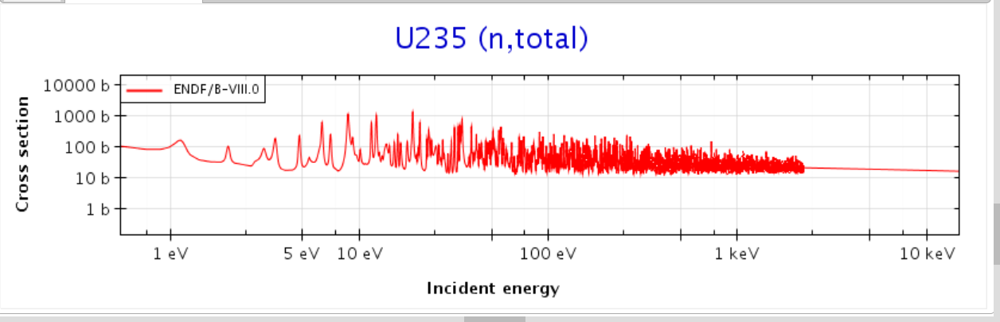 U235 (n,total)
10000 b
ENDF/B-VIII.0
1000 b
100 b
10 b
1 b
Cross section
1 eV 5 eV 10 eV 100 eV 1 keV 10 keV
Incident energy